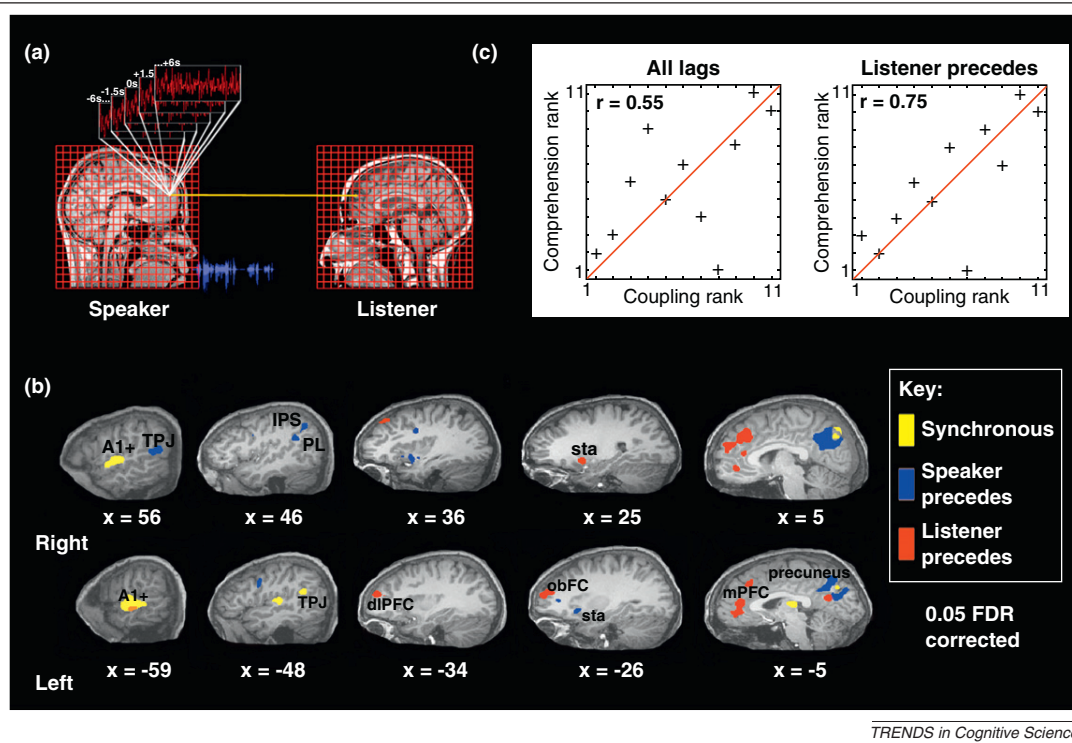 (a)
-6s...
-1.5s
0s
+1.5
...+6s
Speaker
Listener
(c)
All lags
r = 0.55
Comprehension rank
11
1
1
11
Coupling rank
Listener precedes
r = 0.75
Comprehension rank
11
1
1
11
Coupling rank
(b)
A1+
TPJ
x = 56
IPS
PL
x = 46
x = 36
sta
x = 25
x = 5
Right
A1+
x = -59
TPJ
x = -48
dlPFC
x = -34
obFC
sta
x = -26
precuneus
mPFC
x = -5
Left
Key:
Synchronous
Speaker
precedes
Listener
precedes
0.05 FDR
corrected
TRENDS in Cognitive Science